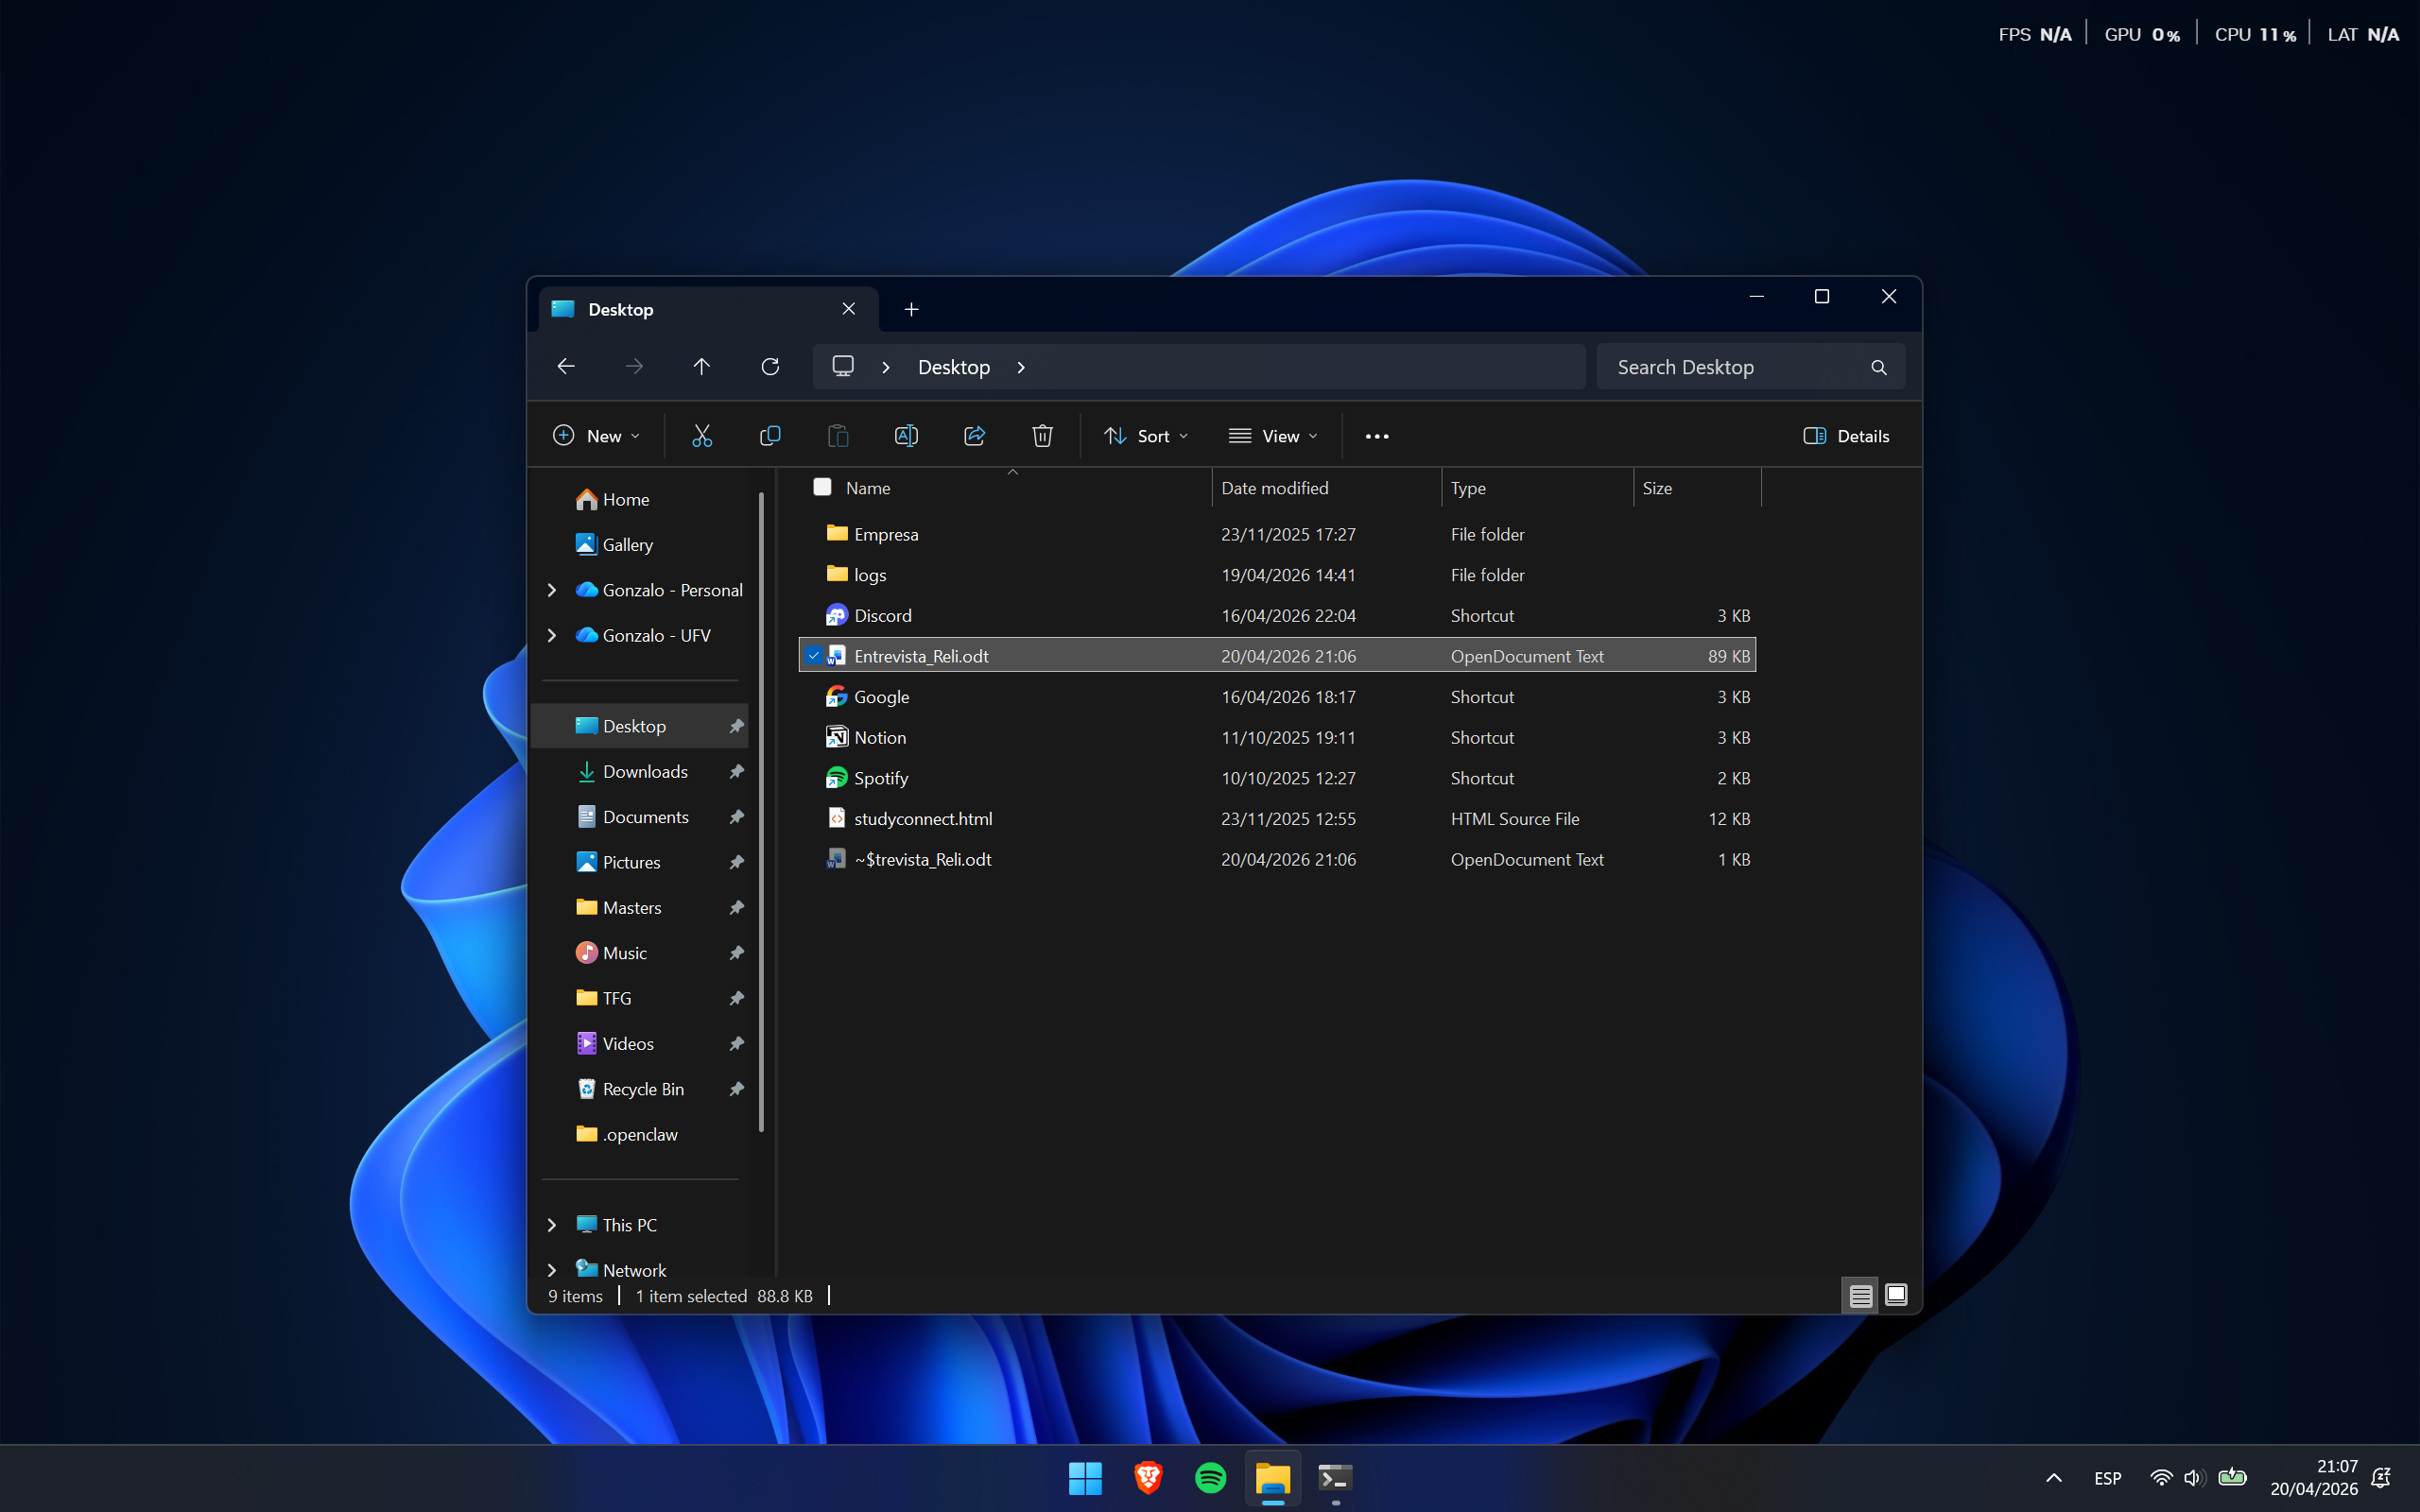 FPS N/A GPU 0% CPU 11% LAT N/A
Desktop
Desktop
Search Desktop
New
Sort
View
Details
Home
Gallery
Gonzalo - Personal
Gonzalo - UFV
Desktop
Downloads
Documents
Pictures
Masters
Music
TFG
Videos
Recycle Bin
.openclaw
This PC
Network
Name Date modified Type Size
Empresa 23/11/2025 17:27 File folder
logs 19/04/2026 14:41 File folder
Discord 16/04/2026 22:04 Shortcut 3 KB
Entrevista_Reli.odt 20/04/2026 21:06 OpenDocument Text 89 KB
Google 16/04/2026 18:17 Shortcut 3 KB
Notion 11/10/2025 19:11 Shortcut 3 KB
Spotify 10/10/2025 12:27 Shortcut 2 KB
studyconnect.html 23/11/2025 12:55 HTML Source File 12 KB
~$trevista_Reli.odt 20/04/2026 21:06 OpenDocument Text 1 KB
9 items 1 item selected 88.8 KB
ESP
21:07
20/04/2026